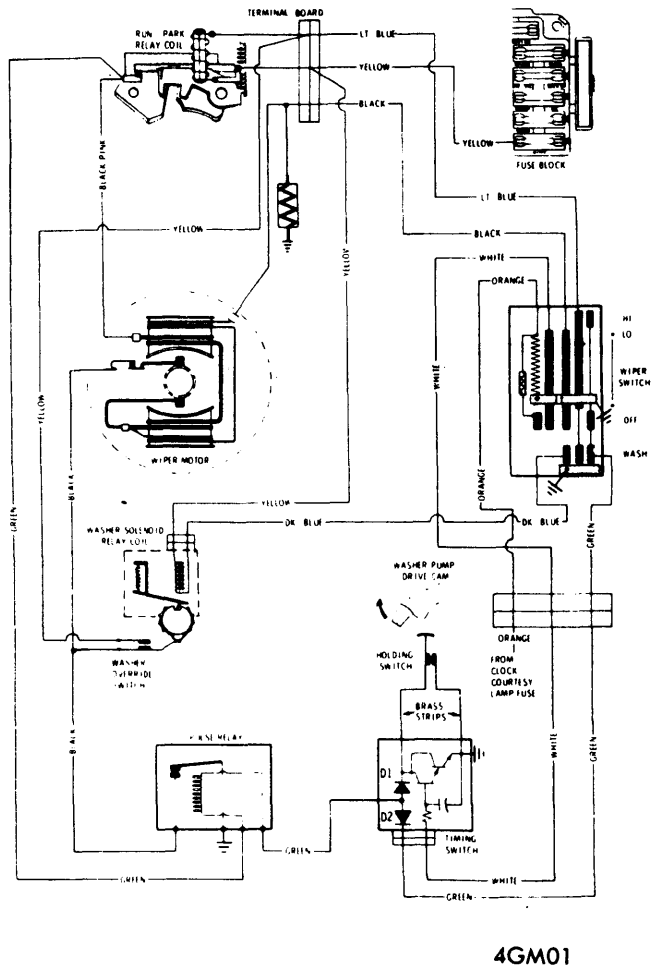 TERMINAL BOARD
RUN PARK
RELAY COIL
LT BLUE
YELLOW
BLACK
YELLOW
FUSE BLOCK
BLACK PINK
LT BLUE
YELLOW
BLACK
WHITE
YELLOW
ORANGE
HI
LO
WIPER
SWITCH
OFF
WHITE
YELLOW
WIPER MOTOR
WASH
BLACK
ORANGE
YELLOW
GREEN
DK BLUE
DK BLUE
GREEN
WASHER SOLENOID
RELAY COIL
WASHER PUMP
DRIVE CAM
ORANGE
HOLDING
SWITCH
FROM
CLOCK
COURTESY
LAMP FUSE
WASHER
OVERRIDE
SWITCH
BRASS
STRIPS
BLACK
PULSE RELAY
WHITE
GREEN
D1
D2
TIMING
SWITCH
GREEN
GREEN
WHITE
GREEN
4GM01